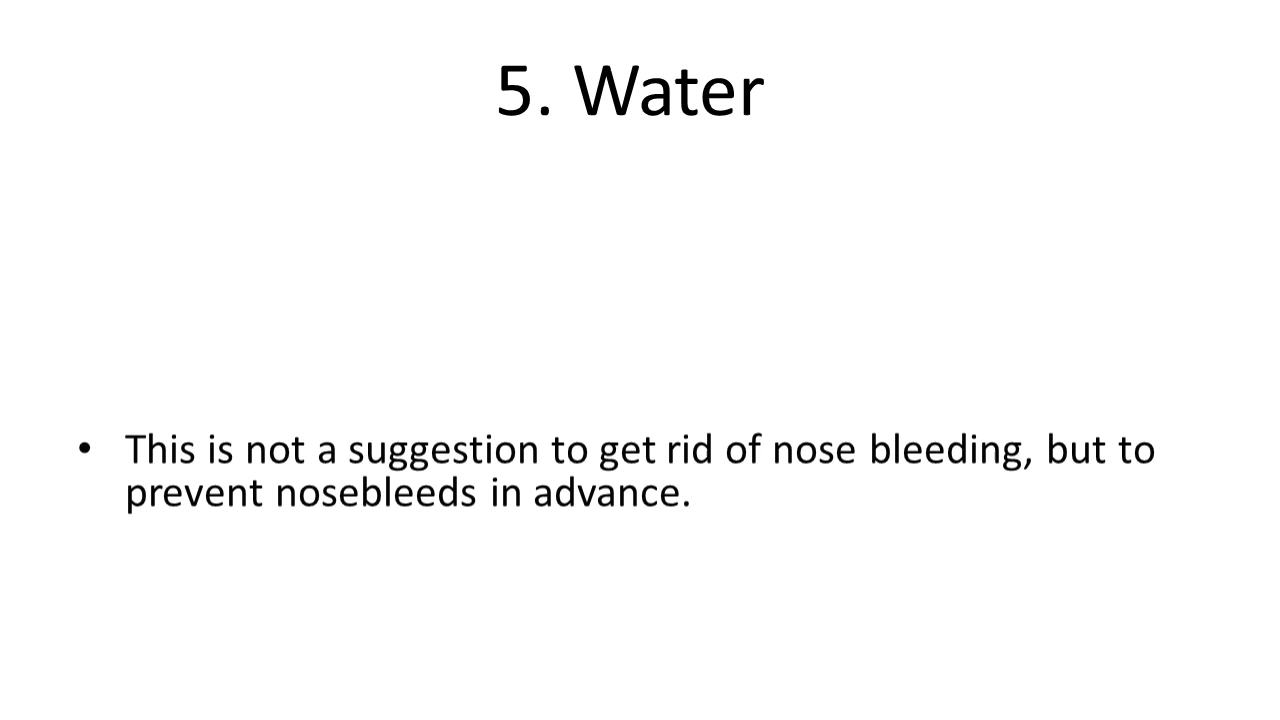 5. Water
• This is not a suggestion to get rid of nose bleeding, but to
prevent nosebleeds in advance.